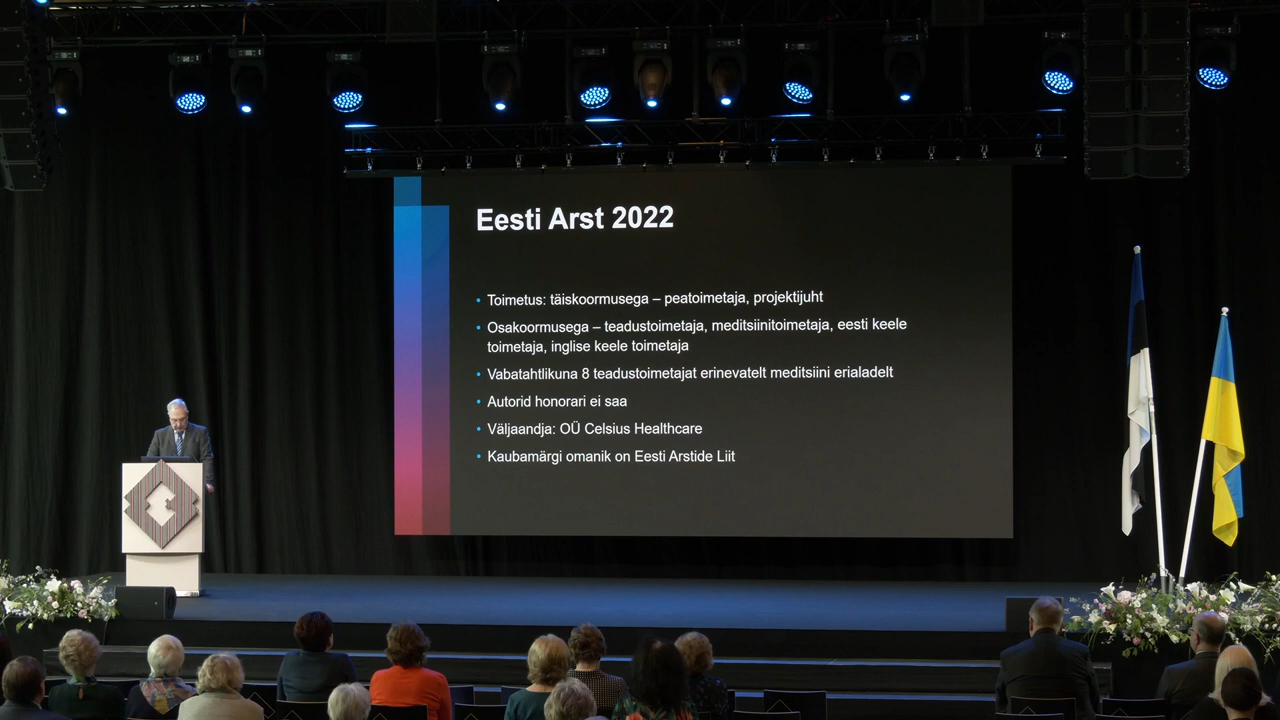 Eesti Arst 2022
• Toimetus: täiskoormusega – peatoimetaja, projektijuht
• Osakoormusega – teadustoimetaja, meditsiinitoimetaja, eesti keele
toimetaja, inglise keele toimetaja
• Vabatahtlikuna 8 teadustoimetajat erinevatelt meditsiini erialadelt
• Autorid honorari ei saa
• Väljaandja: OÜ Celsius Healthcare
• Kaubamärgi omanik on Eesti Arstide Liit